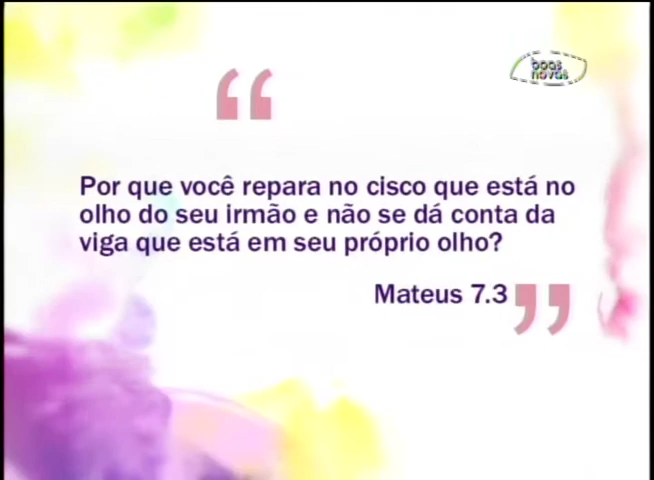 boas
novas
“
Por que você repara no cisco que está no
olho do seu irmão e não se dá conta da
viga que está em seu próprio olho?
Mateus 7.3 ”